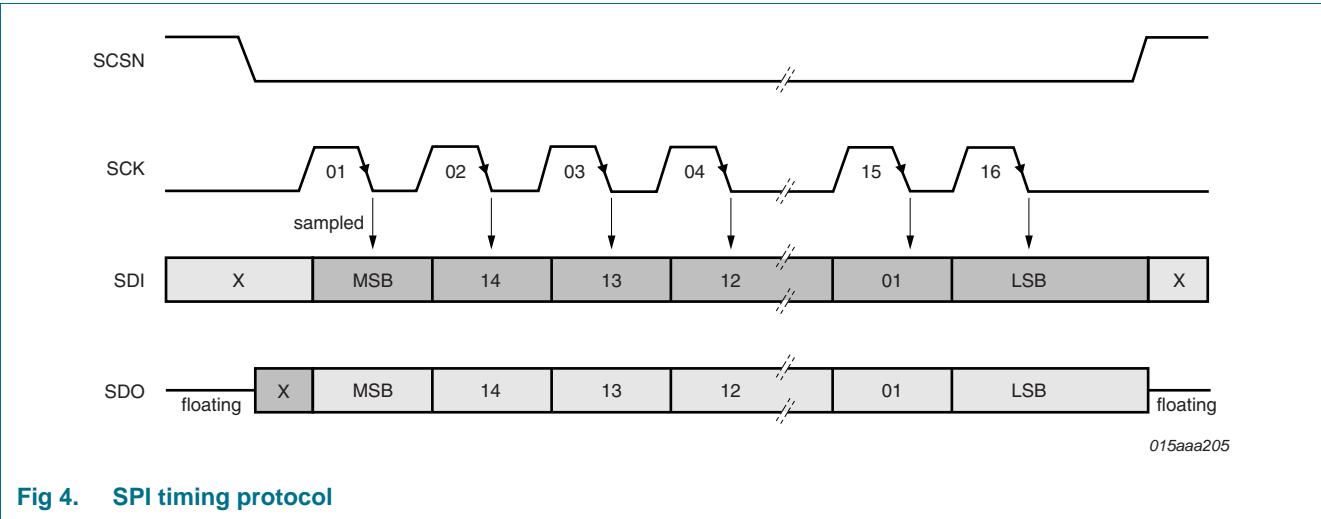 SCSN
SCK 01 02 03 04 15 16
sampled
SDI X MSB 14 13 12 01 LSB X
SDO floating X MSB 14 13 12 01 LSB floating
015aaa205
Fig 4. SPI timing protocol